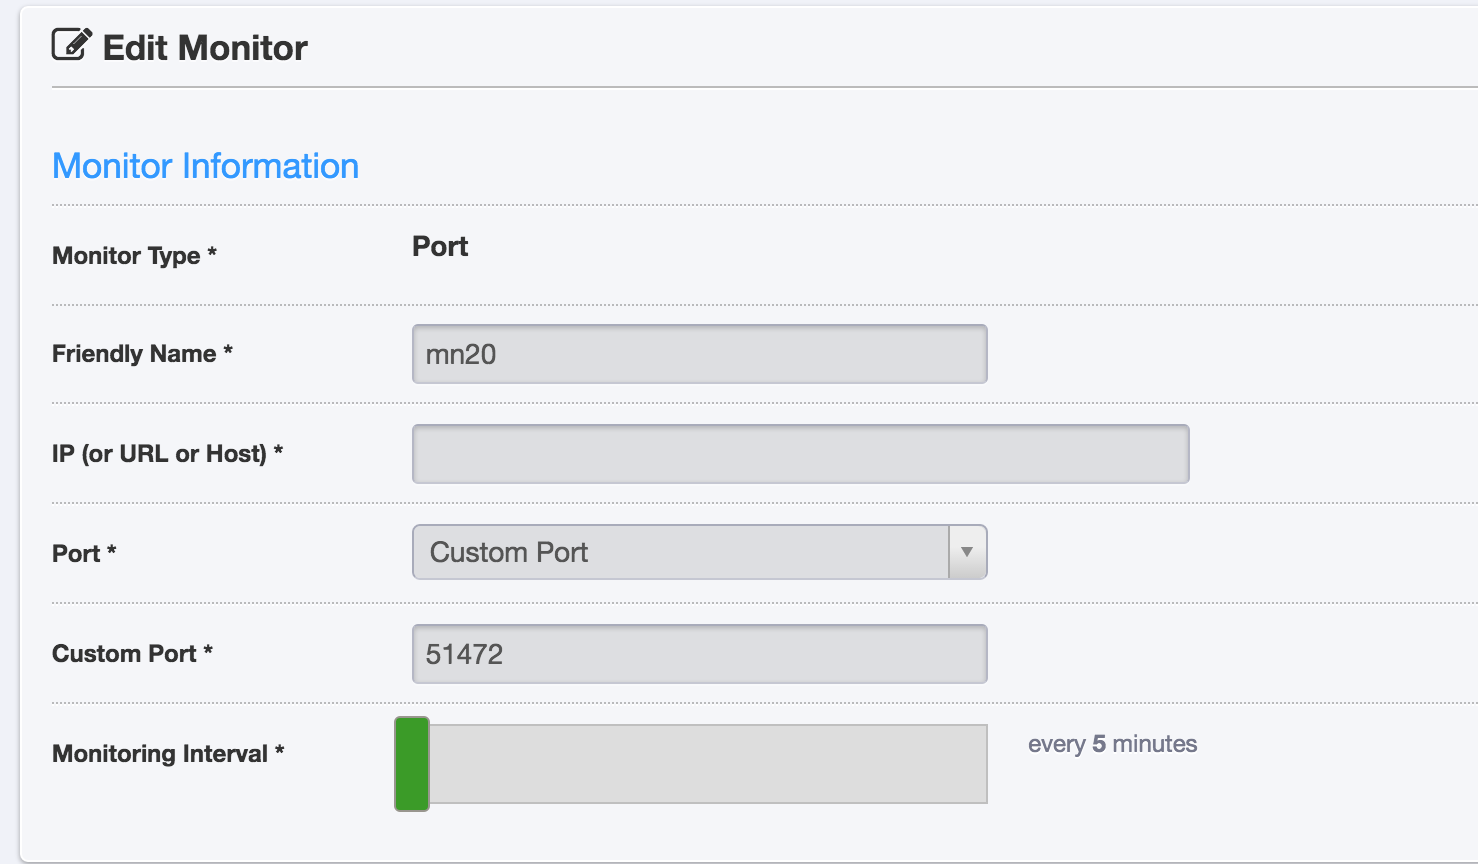 Edit Monitor
Monitor Information
Monitor Type * Port
Friendly Name * mn20
IP (or URL or Host) *
Port * Custom Port
Custom Port * 51472
Monitoring Interval * every 5 minutes